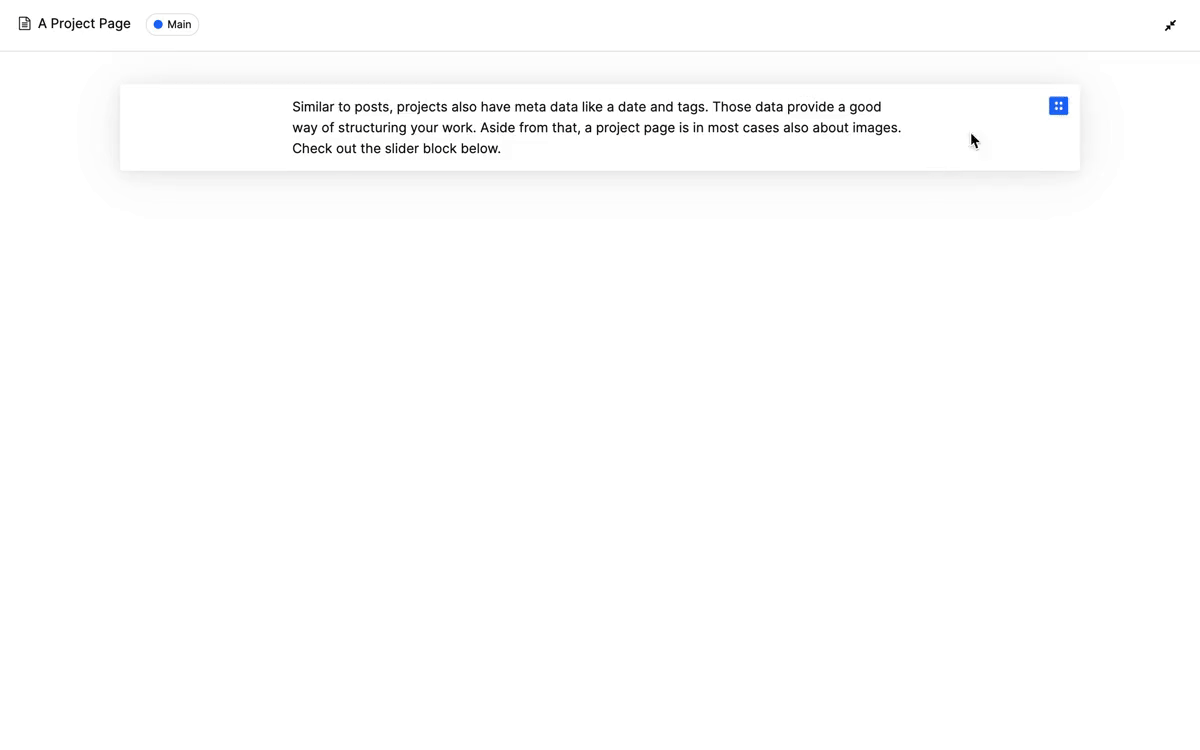 A Project Page
Main
Similar to posts, projects also have meta data like a date and tags. Those data provide a good
way of structuring your work. Aside from that, a project page is in most cases also about images.
Check out the slider block below.